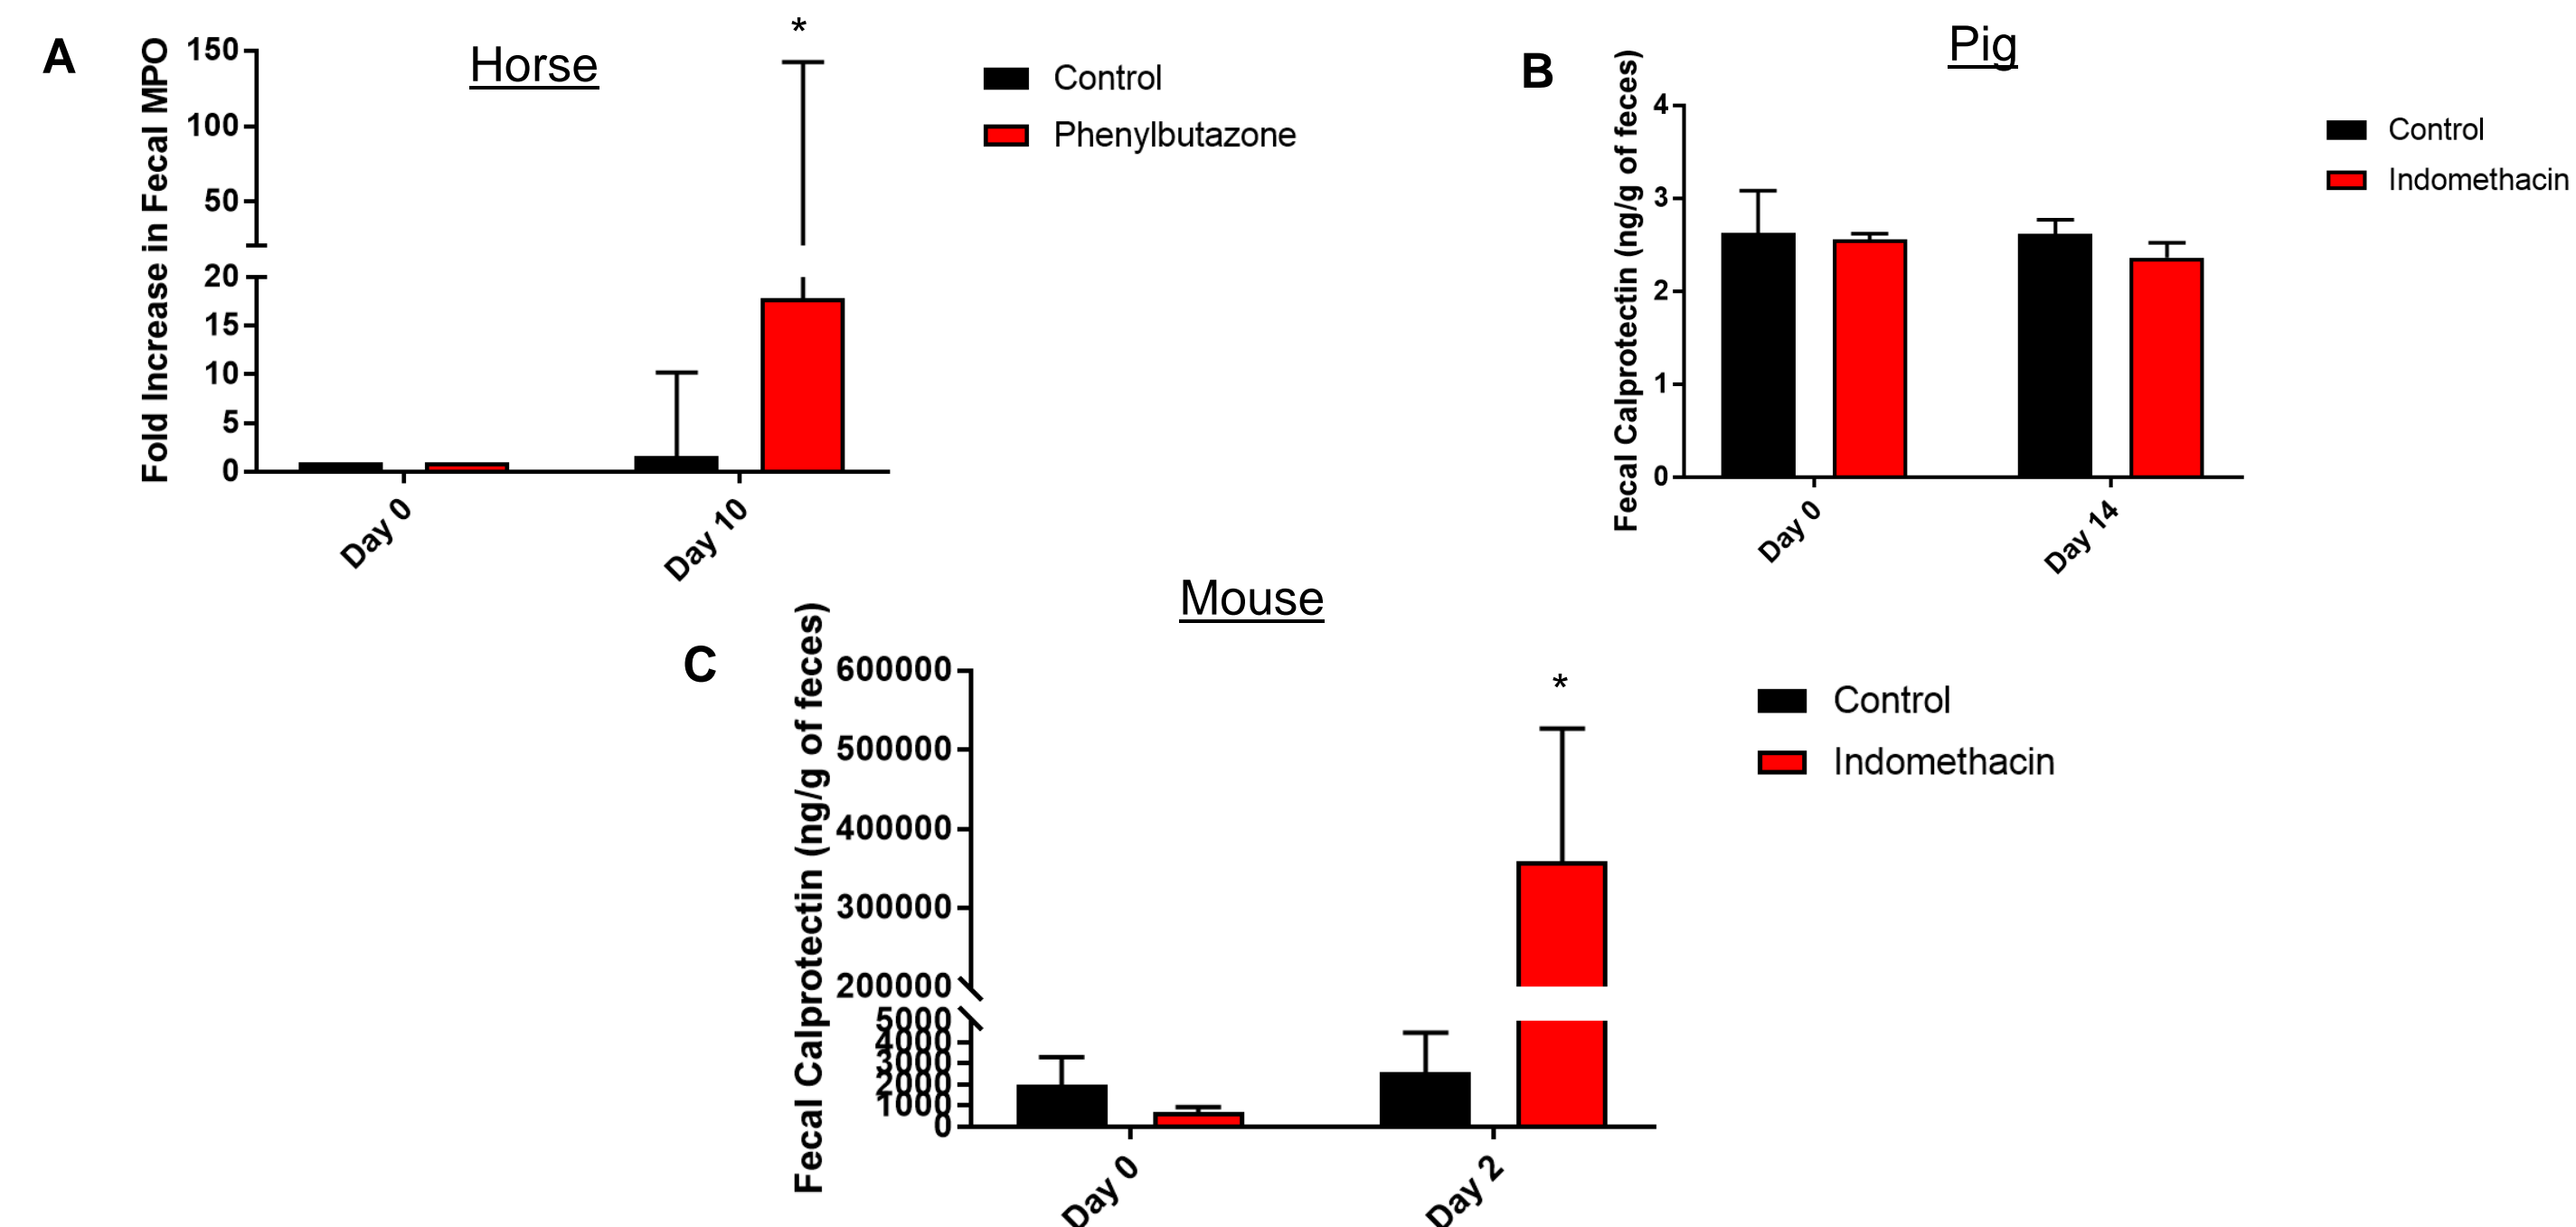 A
Horse
*
Fold Increase in Fecal MPO
150
100
50
20
15
10
5
0
Day 0
Day 10
Control
Phenylbutazone
B
Pig
Fecal Calprotectin (ng/g of feces)
4
3
2
1
0
Day 0
Day 14
Control
Indomethacin
C
Mouse
*
Fecal Calprotectin (ng/g of feces)
600000
500000
400000
300000
200000
5000
4000
3000
2000
1000
0
Day 0
Day 2
Control
Indomethacin